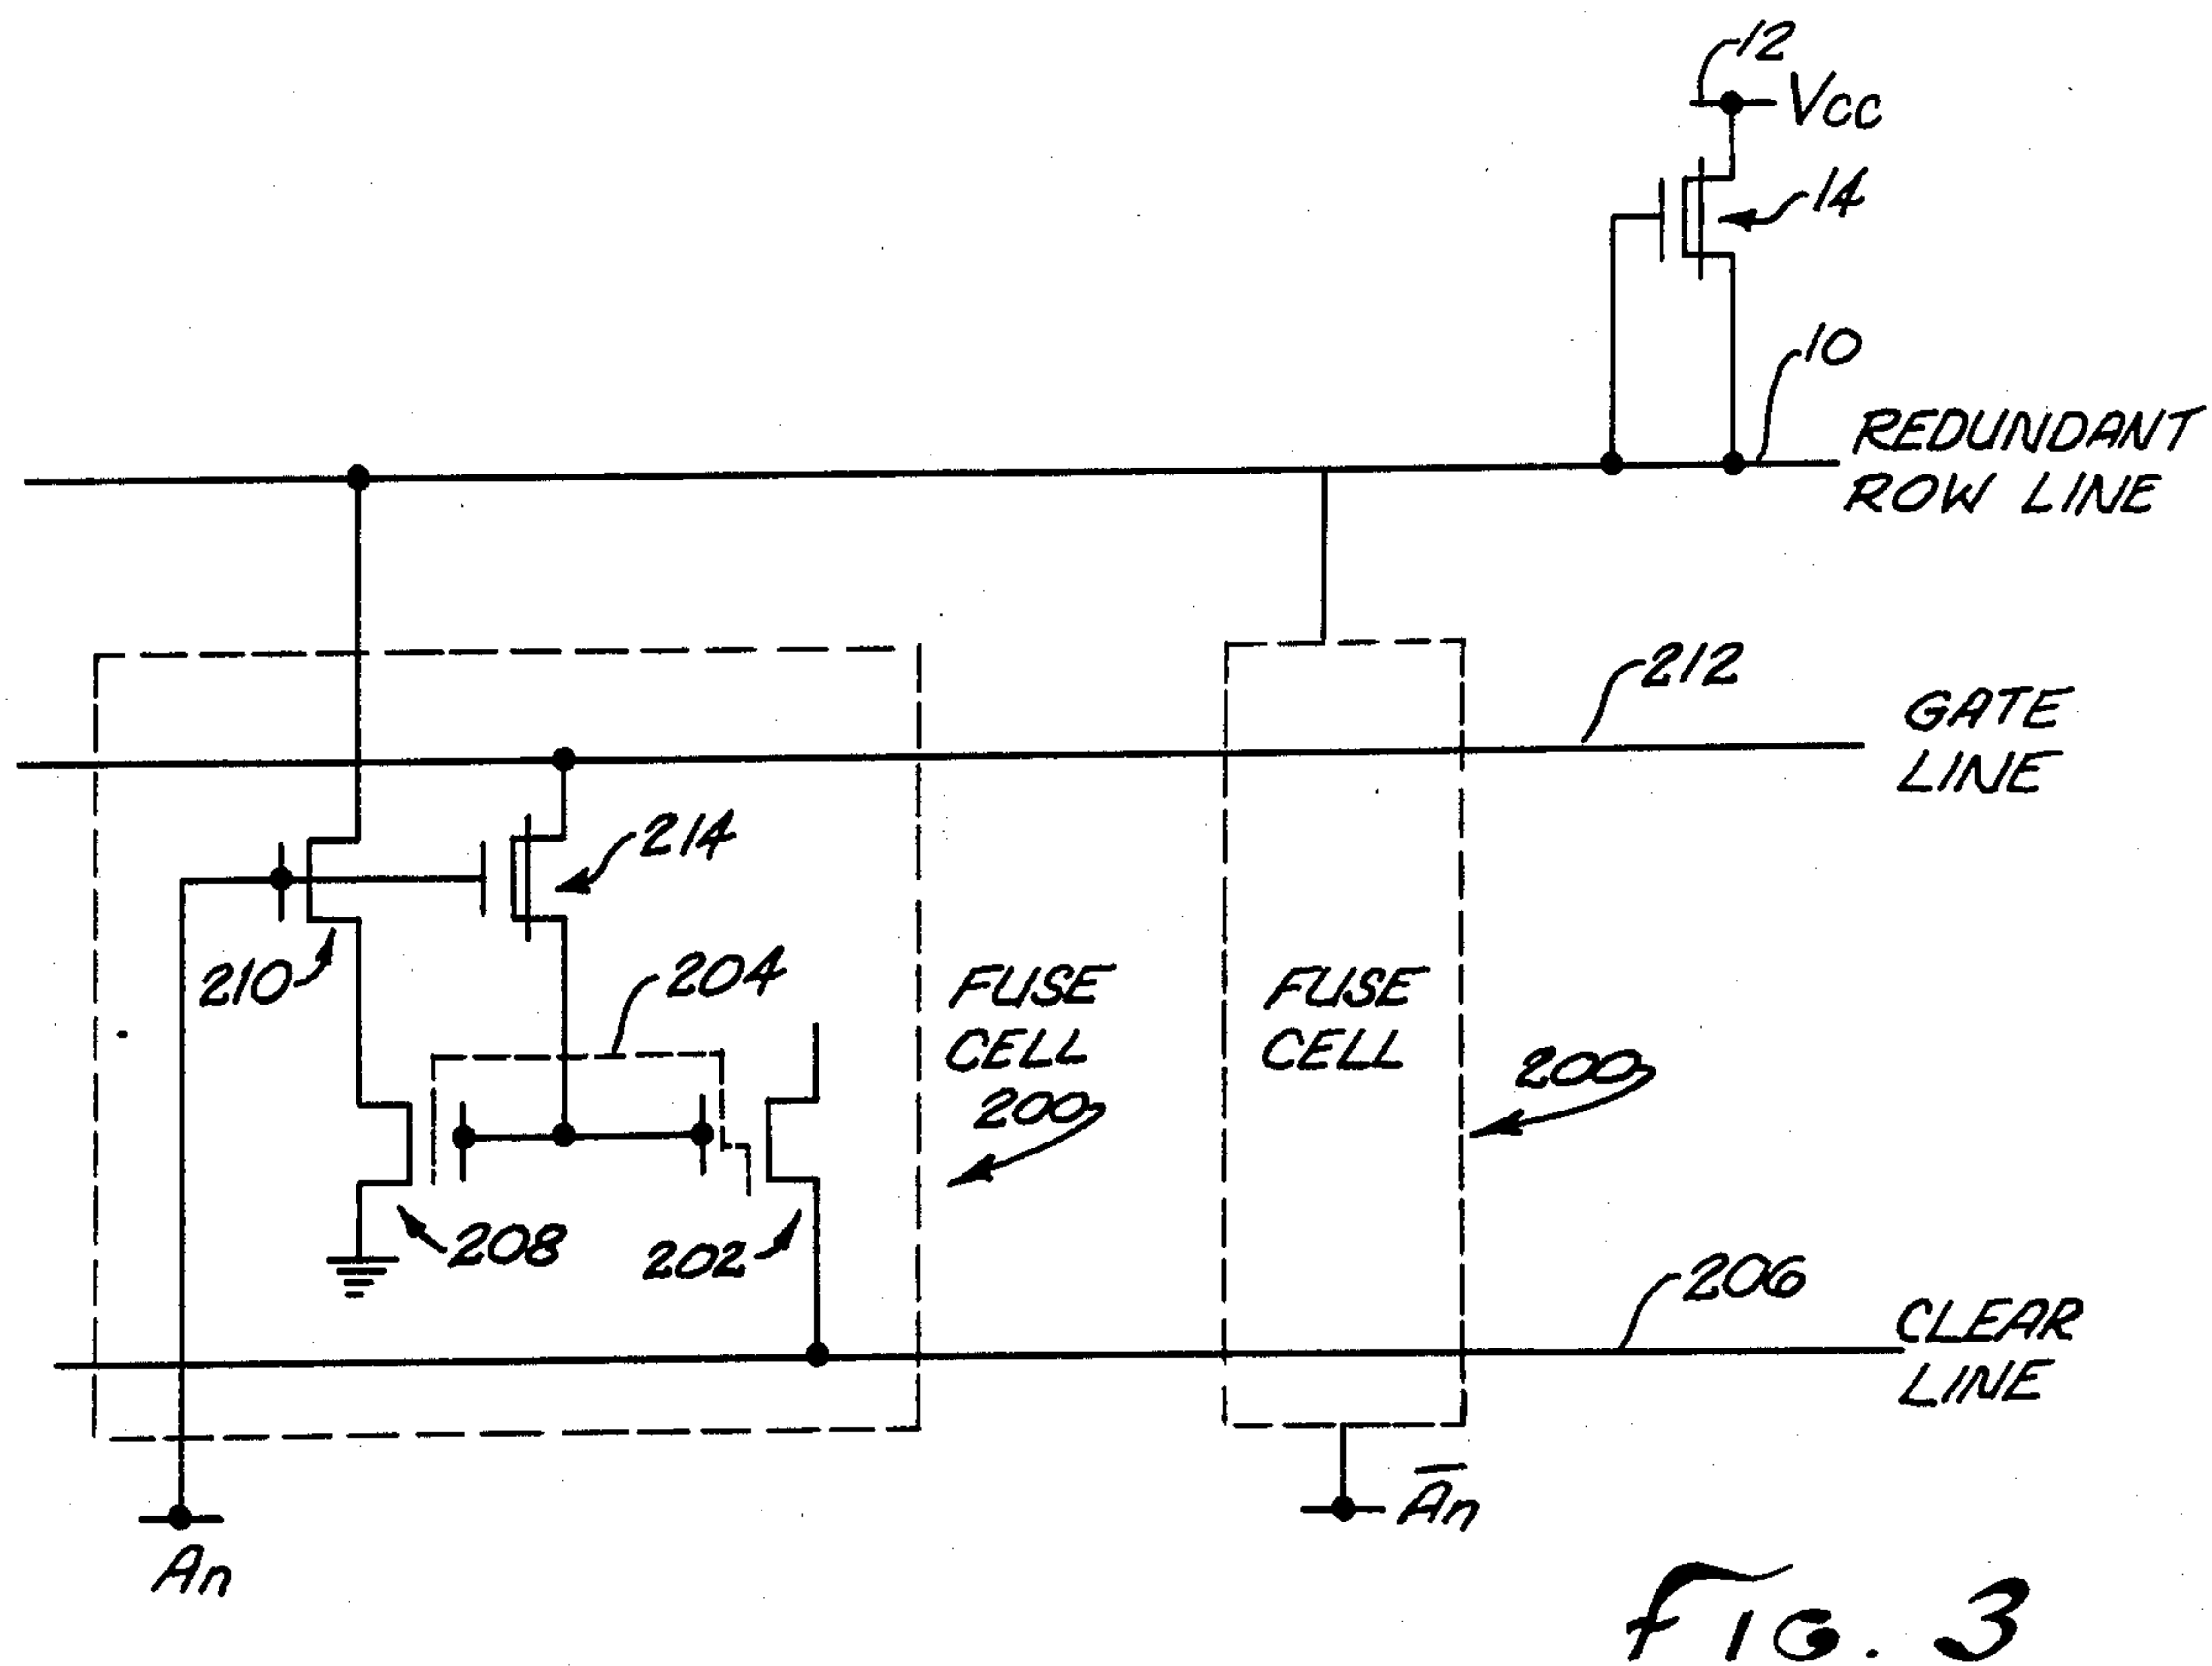 12
Vcc
14
10
REDUNDANT
ROW LINE
212
GATE
LINE
214
210
204
FUSE
CELL
200
FUSE
CELL
200
208
202
206
CLEAR
LINE
An
A̅n
FIG. 3